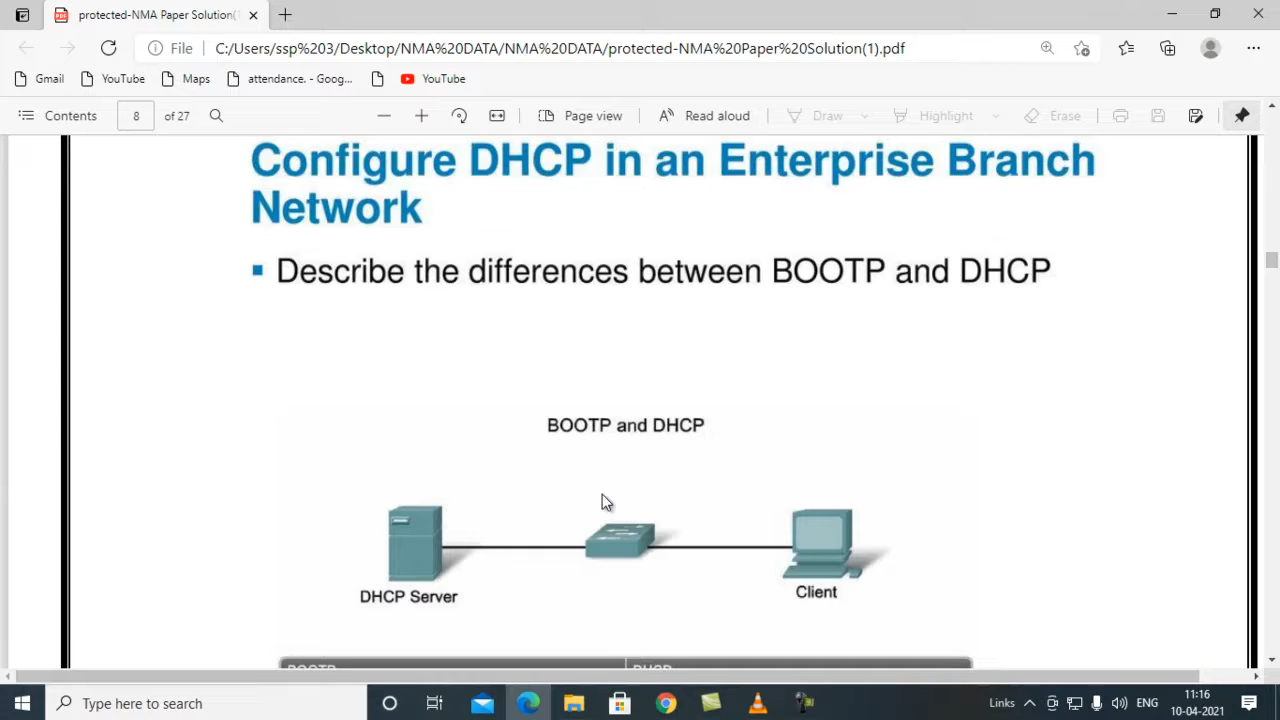 protected-NMA Paper Solution(1
File
C:/Users/ssp%203/Desktop/NMA%20DATA/NMA%20DATA/protected-NMA%20Paper%20Solution(1).pdf
Gmail
YouTube
Maps
attendance. - Goog...
YouTube
Contents
8
of 27
Page view
Read aloud
Draw
Highlight
Erase
Configure DHCP in an Enterprise Branch
Network
Describe the differences between BOOTP and DHCP
BOOTP and DHCP
DHCP Server
Client
BOOTP
DHCP
Type here to search
Links
ENG
11:16
10-04-2021